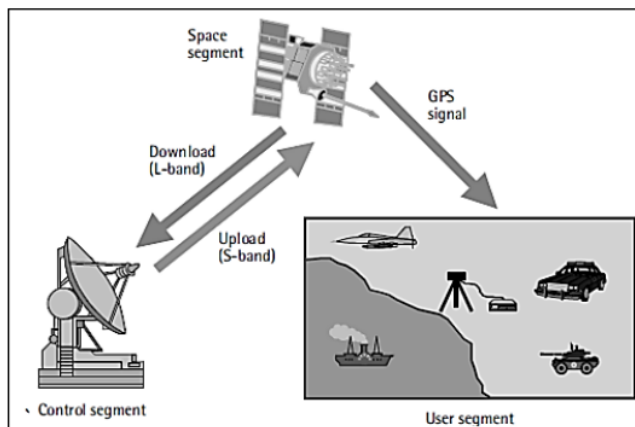 Space
segment
GPS
signal
Download
(L-band)
Upload
(S-band)
Control segment
User segment